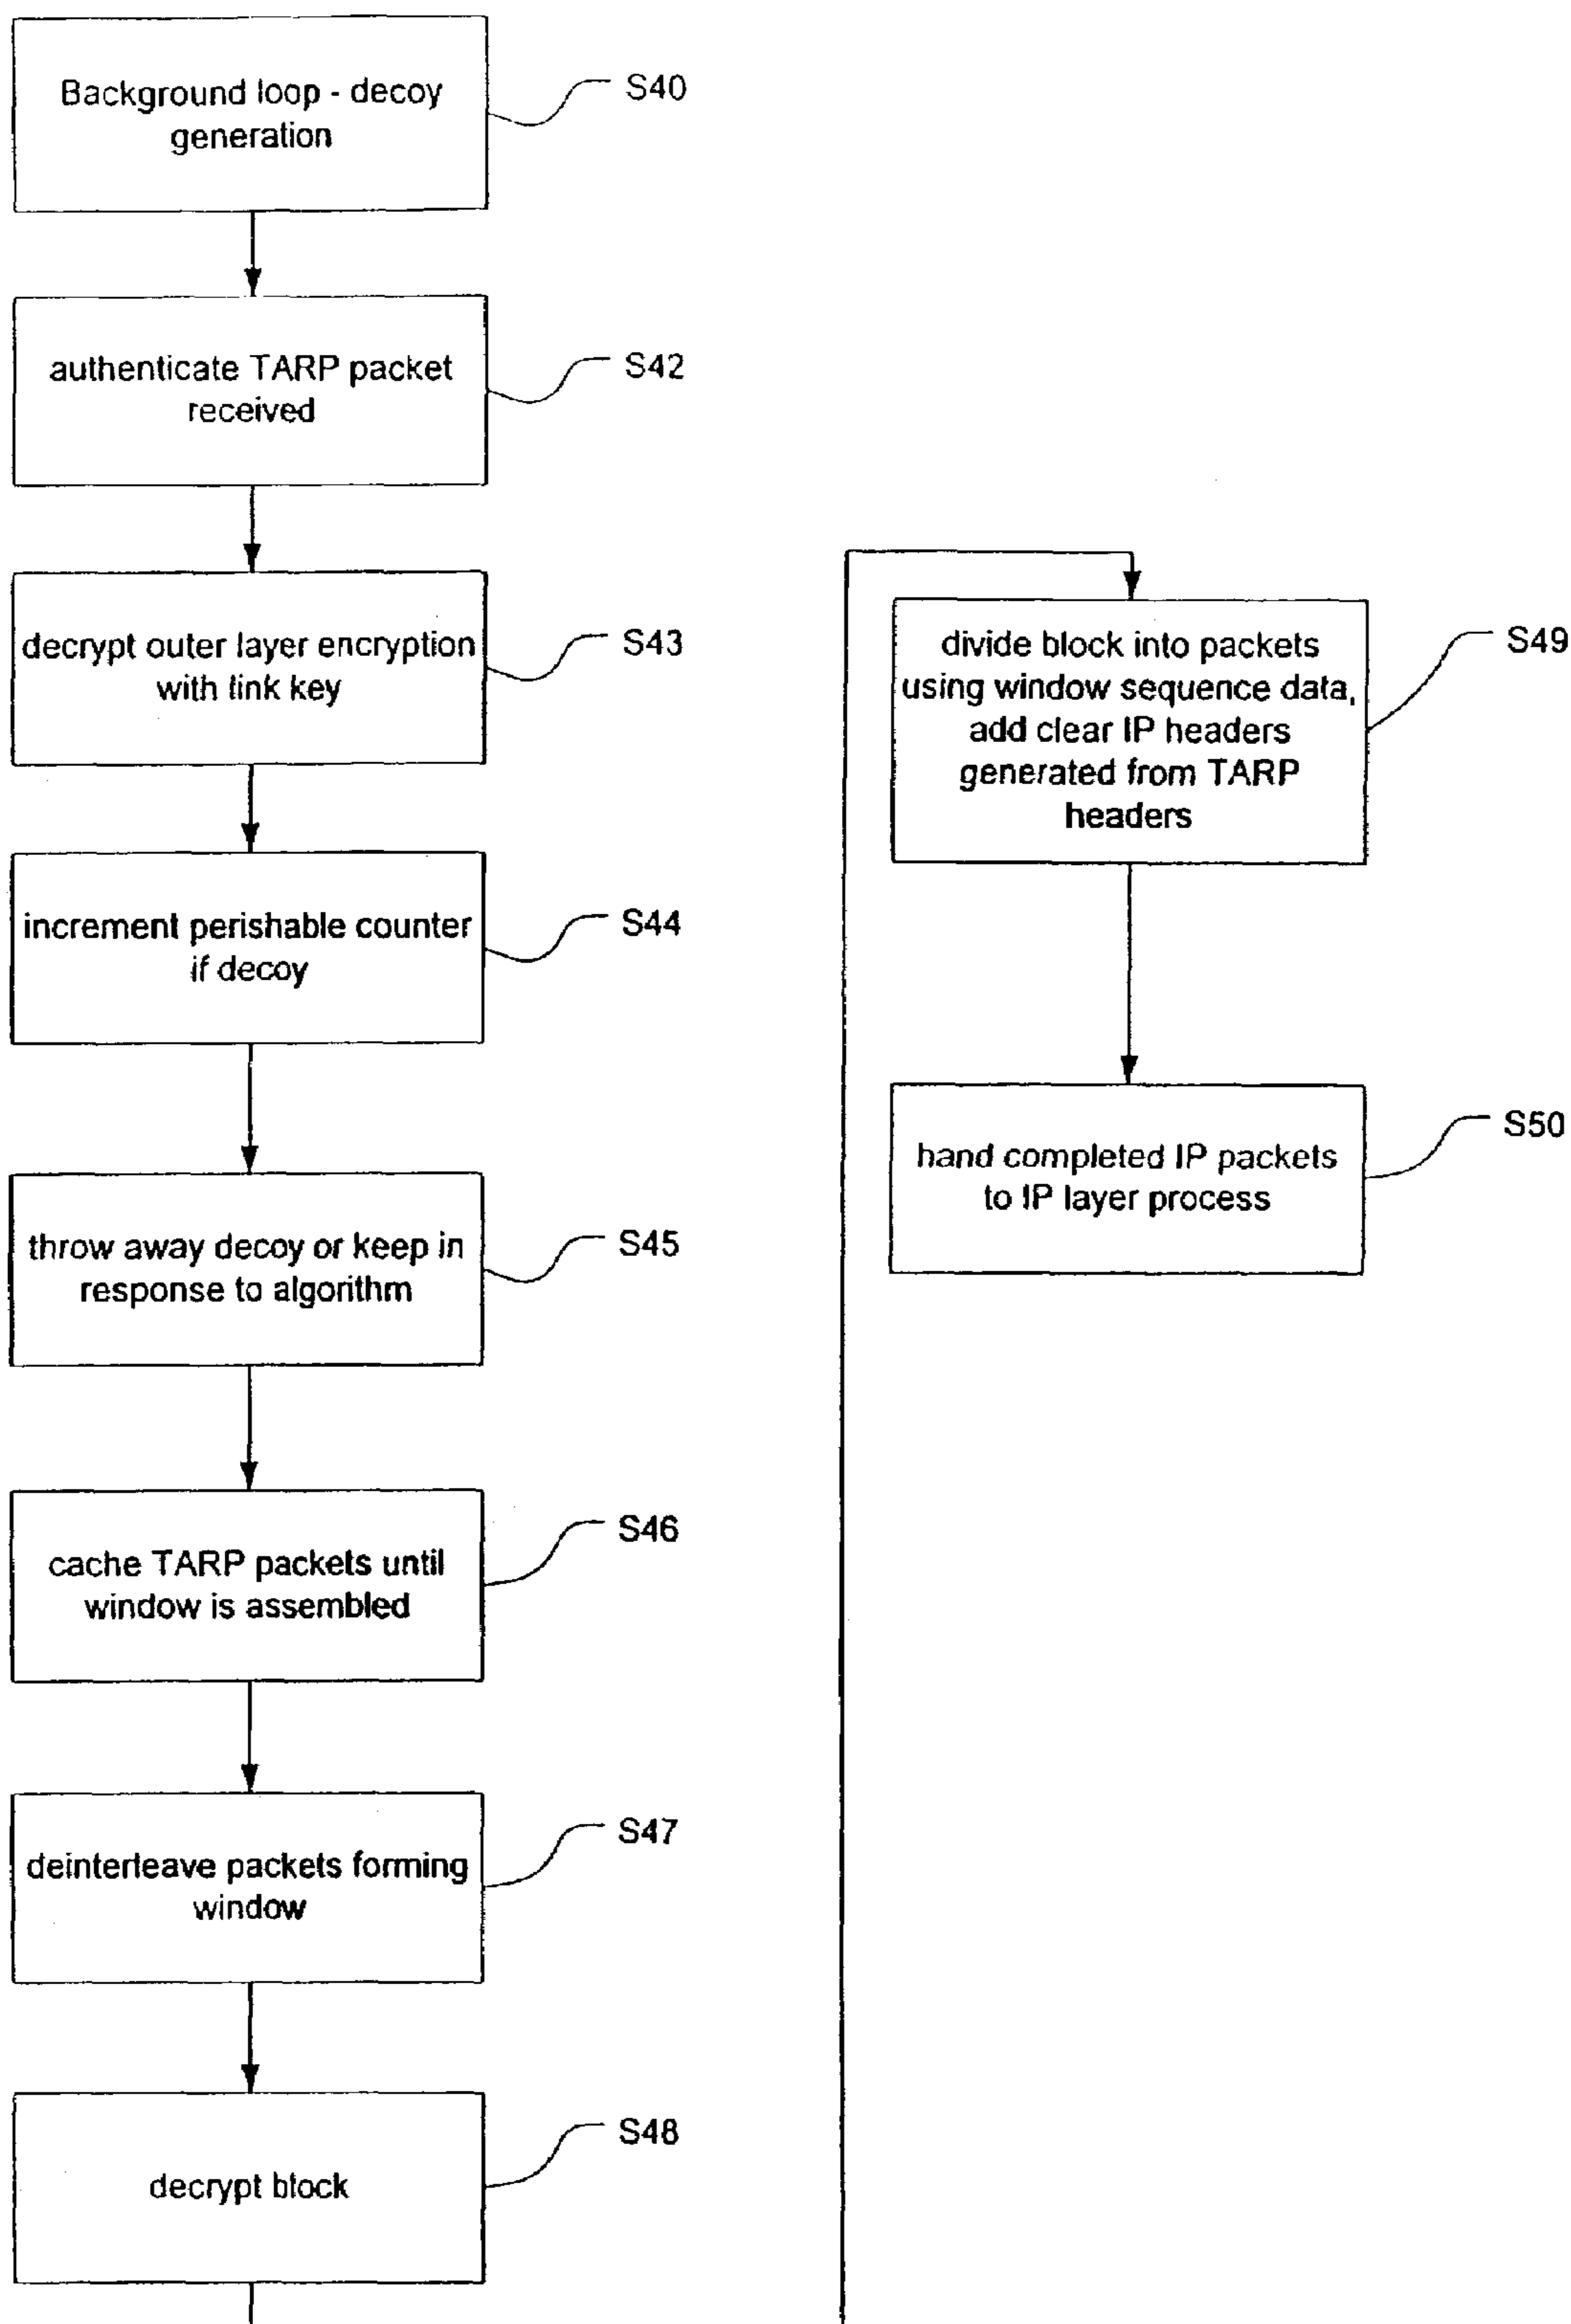 Background loop - decoy
generation
S40
authenticate TARP packet
received
S42
decrypt outer layer encryption
with link key
S43
increment perishable counter
if decoy
S44
throw away decoy or keep in
response to algorithm
S45
cache TARP packets until
window is assembled
S46
deinterleave packets forming
window
S47
decrypt block
S48
divide block into packets
using window sequence data,
add clear IP headers
generated from TARP
headers
S49
hand completed IP packets
to IP layer process
S50